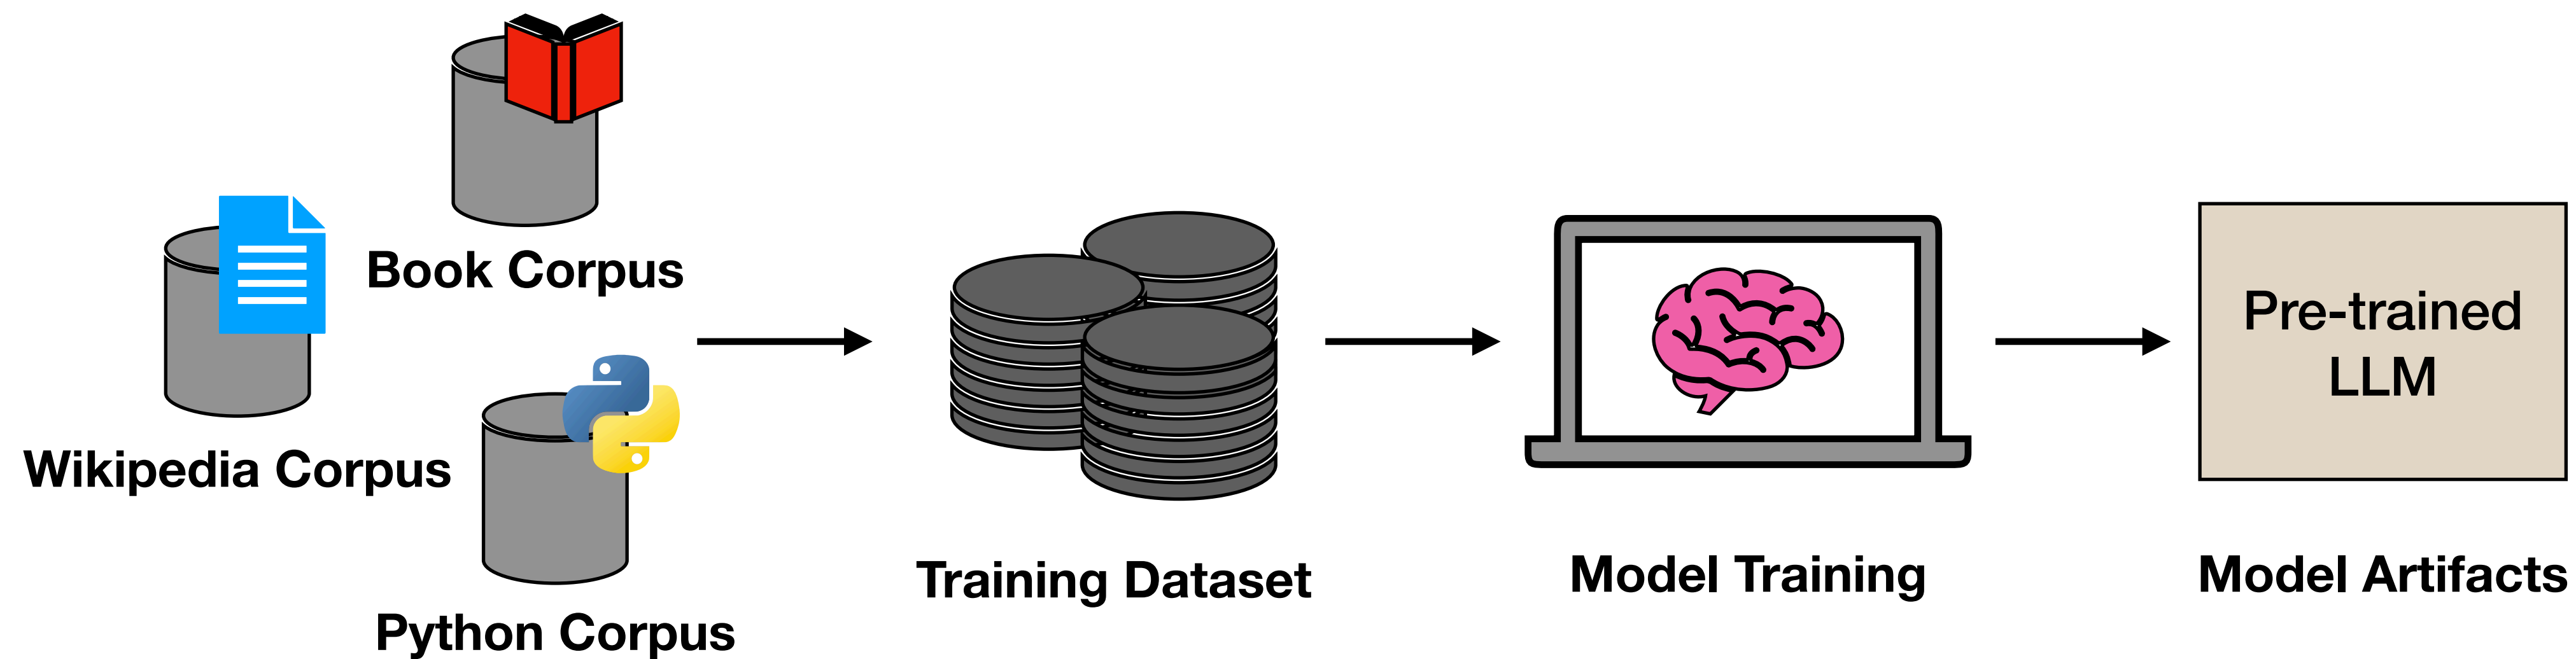 Book Corpus
Wikipedia Corpus
Python Corpus
Training Dataset
Model Training
Pre-trained
LLM
Model Artifacts